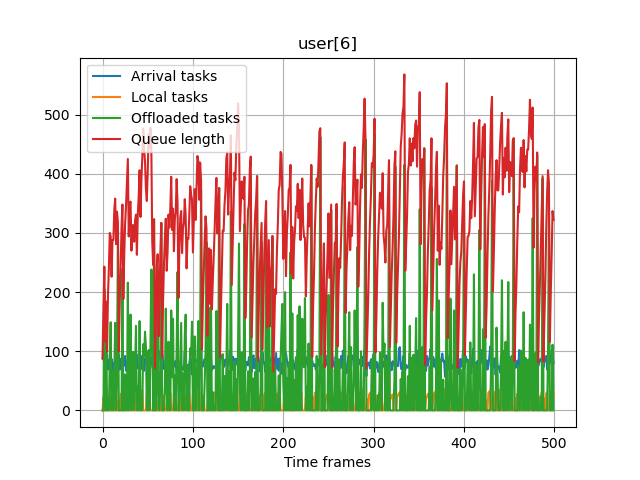 user[6]
Arrival tasks
Local tasks
Offloaded tasks
Queue length
500
400
300
200
100
0
0 100 200 300 400 500
Time frames